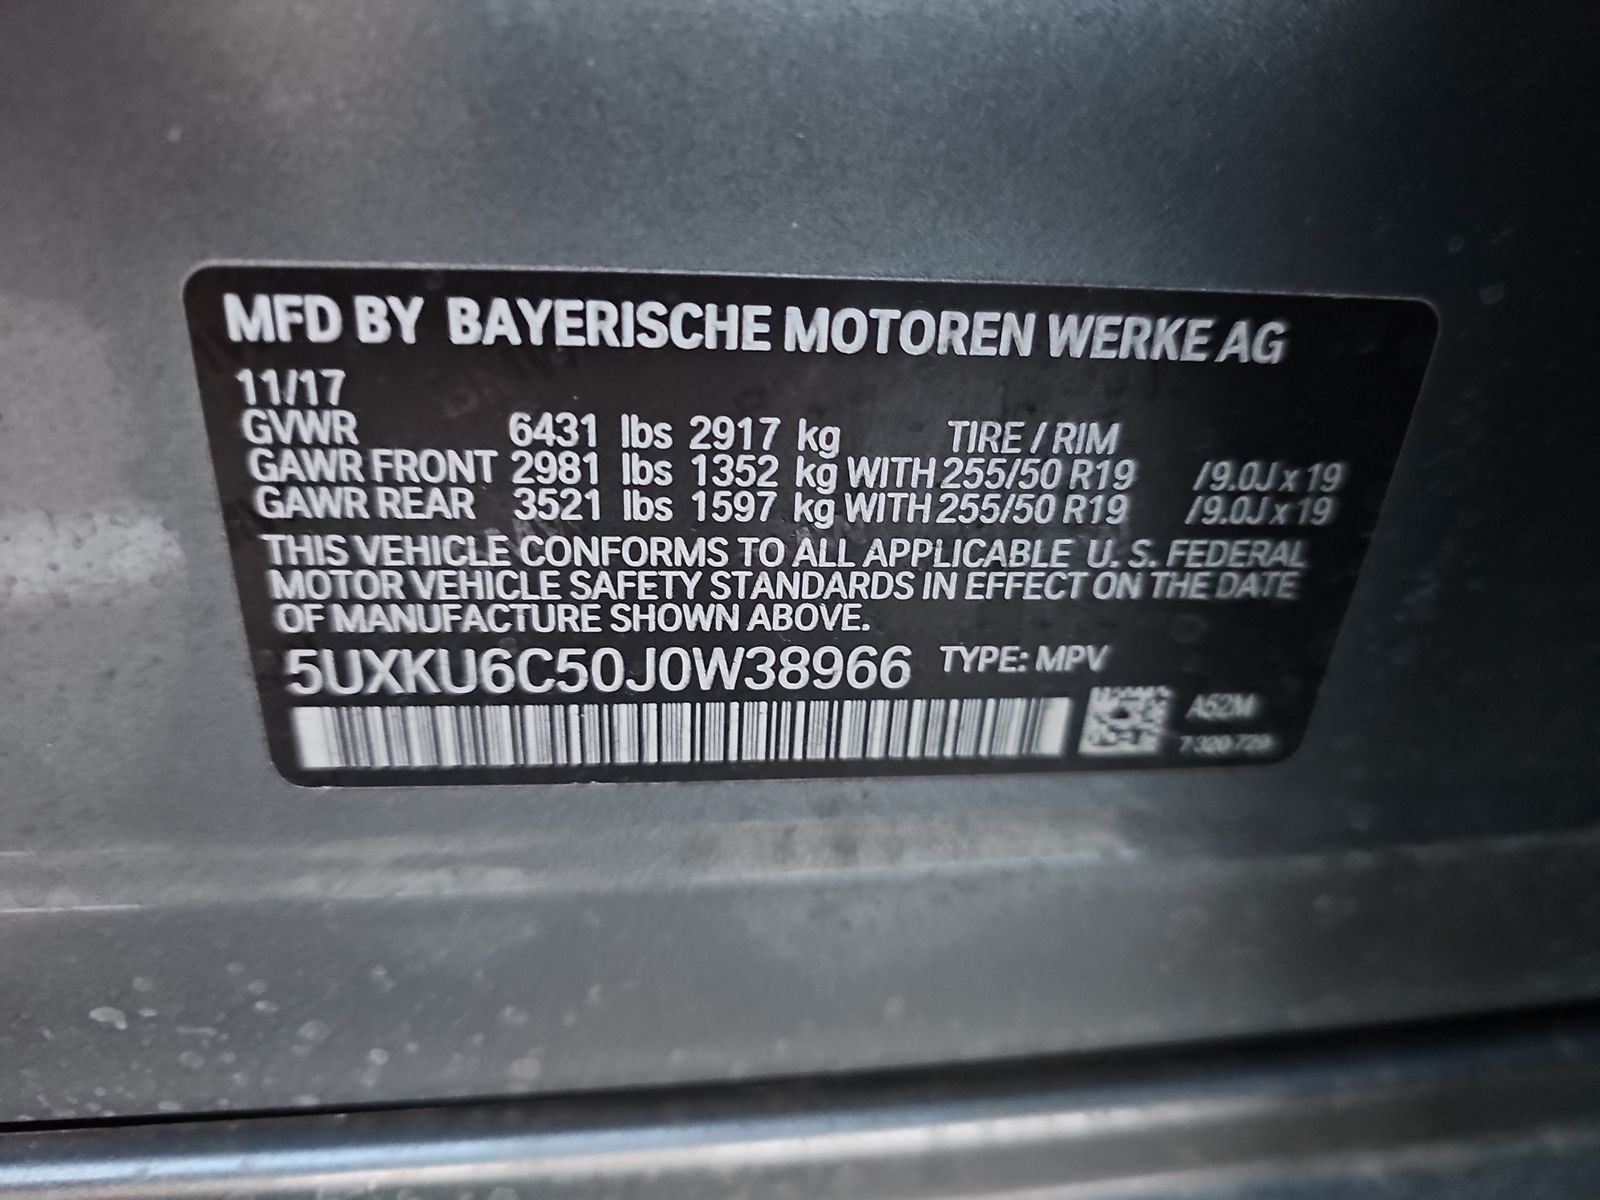 MFD BY BAYERISCHE MOTOREN WERKE AG
11/17
GVWR 6431 lbs 2917 kg TIRE / RIM
GAWR FRONT 2981 lbs 1352 kg WITH 255/50 R19 /9.0J x 19
GAWR REAR 3521 lbs 1597 kg WITH 255/50 R19 /9.0J x 19
THIS VEHICLE CONFORMS TO ALL APPLICABLE U. S. FEDERAL
MOTOR VEHICLE SAFETY STANDARDS IN EFFECT ON THE DATE
OF MANUFACTURE SHOWN ABOVE.
5UXKU6C50J0W38966 TYPE: MPV
A52M
7 320 729